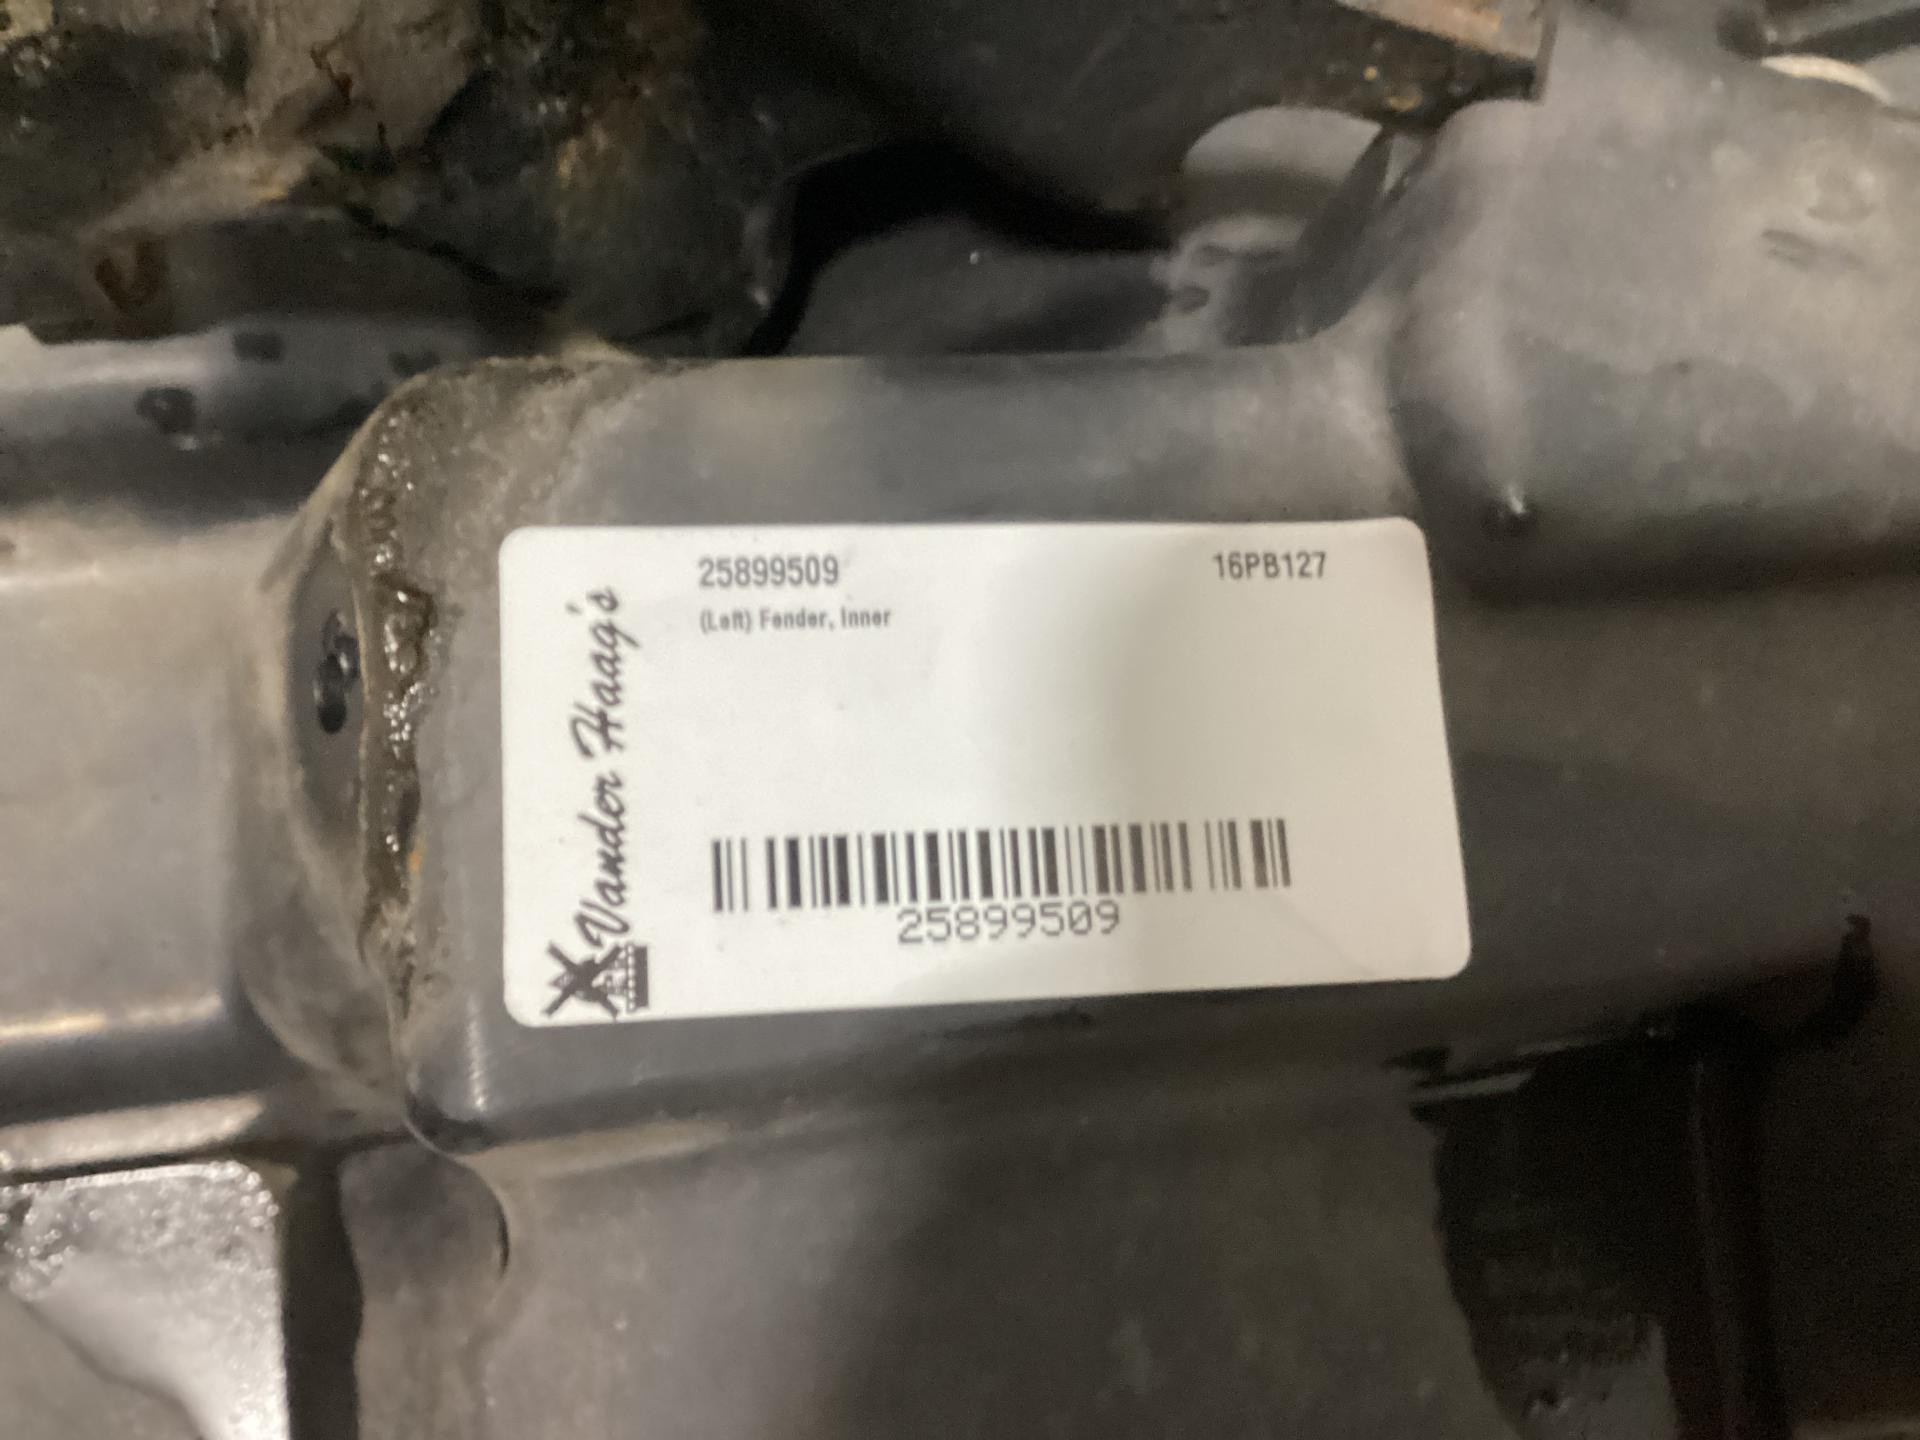 25899509
16PB127
(Left) Fender, Inner
Vander Haag's
25899509